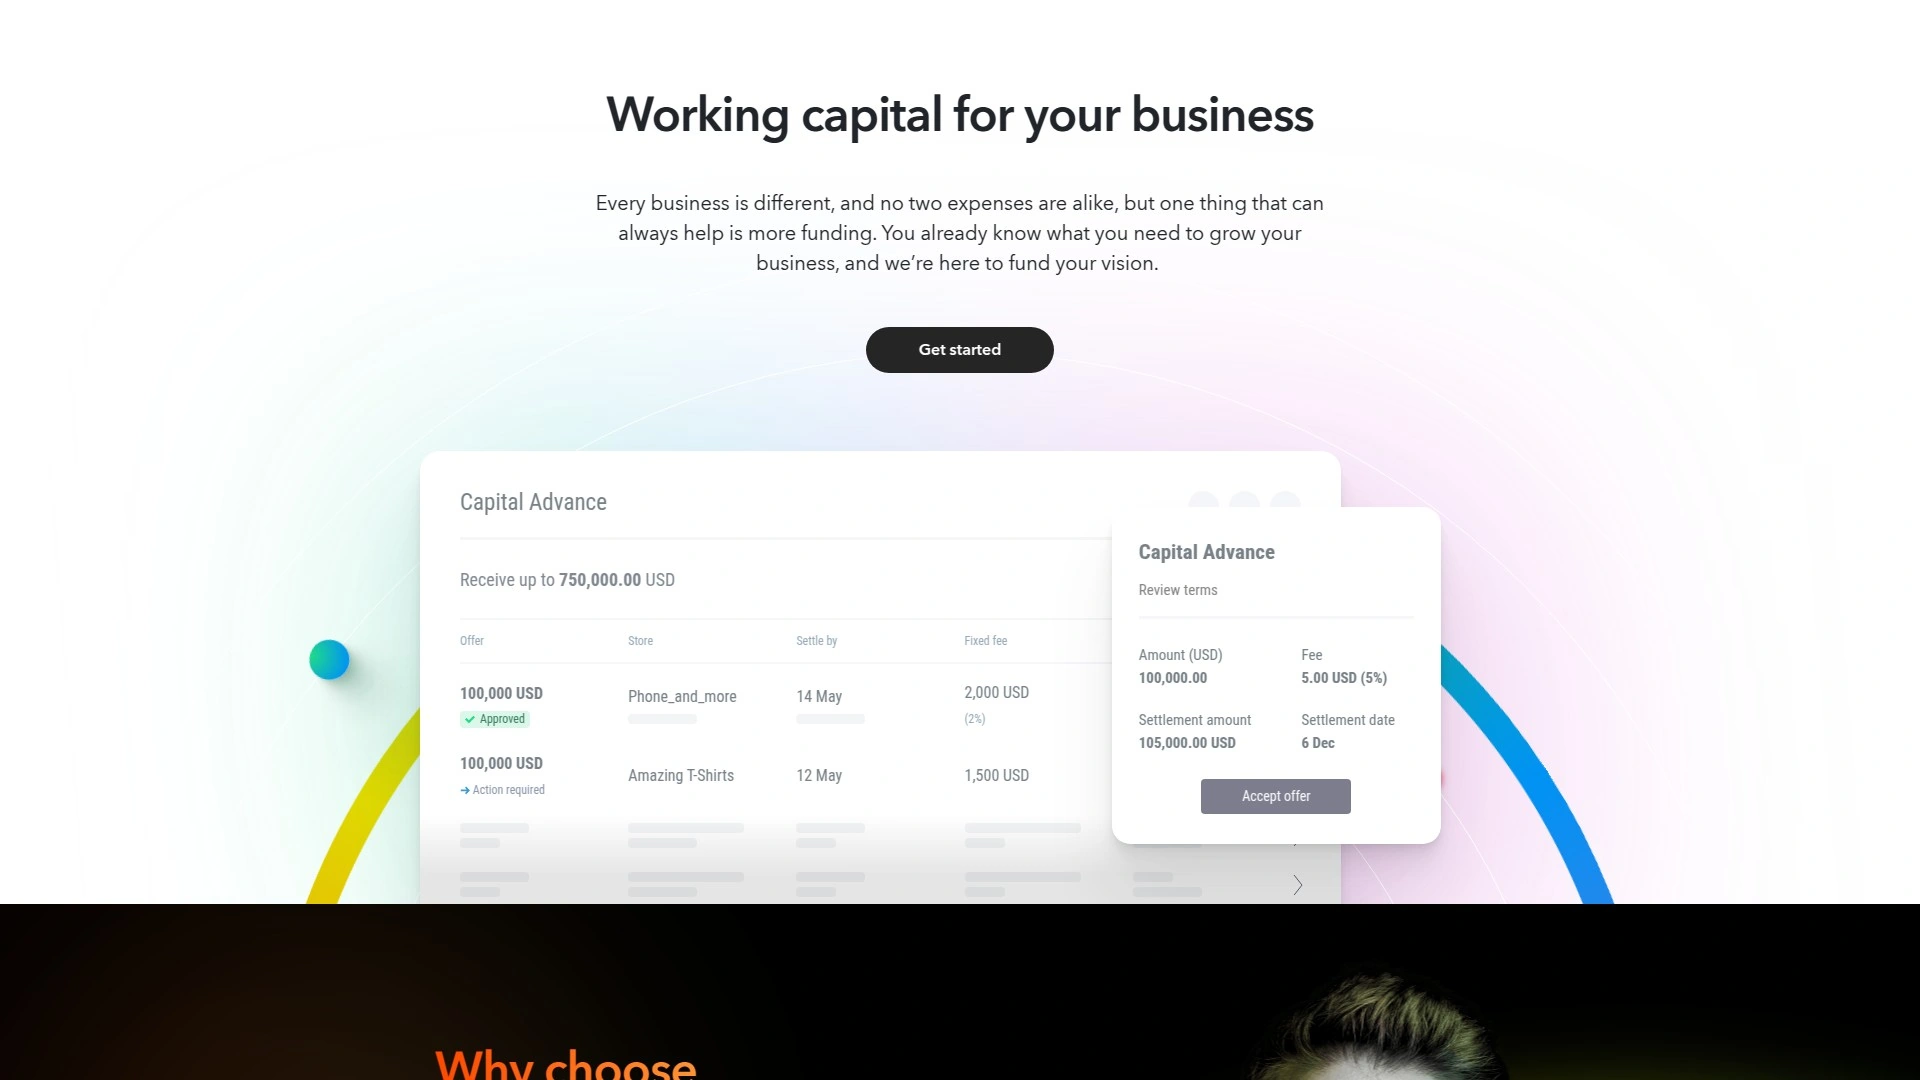 Working capital for your business
Every business is different, and no two expenses are alike, but one thing that can
always help is more funding. You already know what you need to grow your
business, and we’re here to fund your vision.
Get started
Capital Advance
Receive up to 750,000.00 USD
Offer Store Settle by Fixed fee
100,000 USD Phone_and_more 14 May 2,000 USD
Approved (2%)
100,000 USD Amazing T-Shirts 12 May 1,500 USD
Action required
Capital Advance
Review terms
Amount (USD) Fee
100,000.00 5.00 USD (5%)
Settlement amount Settlement date
105,000.00 USD 6 Dec
Accept offer
Why choose